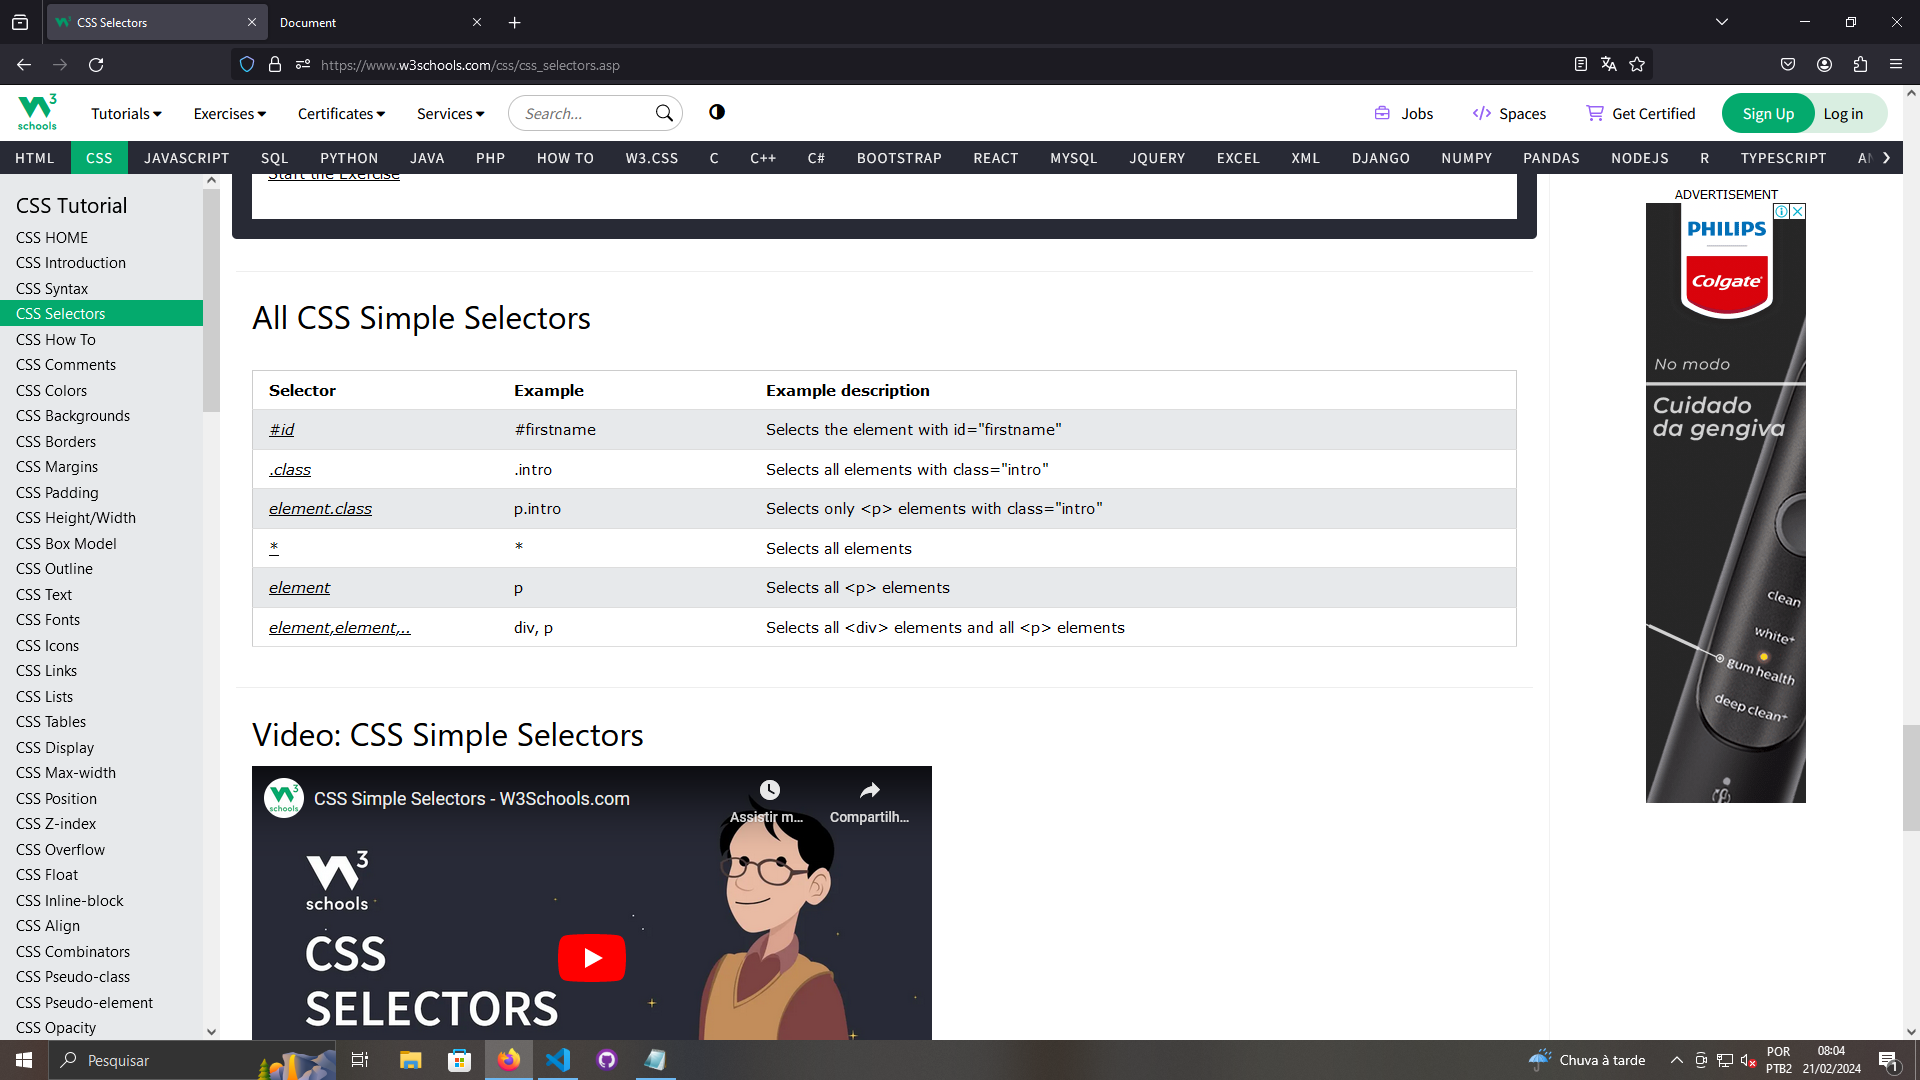 CSS Selectors
Document
https://www.w3schools.com/css/css_selectors.asp
W3 schools
Tutorials
Exercises
Certificates
Services
Search...
Jobs
Spaces
Get Certified
Sign Up
Log in
HTML CSS JAVASCRIPT SQL PYTHON JAVA PHP HOW TO W3.CSS C C++ C# BOOTSTRAP REACT MYSQL JQUERY EXCEL XML DJANGO NUMPY PANDAS NODEJS R TYPESCRIPT
CSS Tutorial
CSS HOME
CSS Introduction
CSS Syntax
CSS Selectors
CSS How To
CSS Comments
CSS Colors
CSS Backgrounds
CSS Borders
CSS Margins
CSS Padding
CSS Height/Width
CSS Box Model
CSS Outline
CSS Text
CSS Fonts
CSS Icons
CSS Links
CSS Lists
CSS Tables
CSS Display
CSS Max-width
CSS Position
CSS Z-index
CSS Overflow
CSS Float
CSS Inline-block
CSS Align
CSS Combinators
CSS Pseudo-class
CSS Pseudo-element
CSS Opacity
Start the Exercise
All CSS Simple Selectors
Selector Example Example description
#id #firstname Selects the element with id="firstname"
.class .intro Selects all elements with class="intro"
element.class p.intro Selects only <p> elements with class="intro"
* * Selects all elements
element p Selects all <p> elements
element,element,.. div, p Selects all <div> elements and all <p> elements
Video: CSS Simple Selectors
W3 schools
CSS Simple Selectors - W3Schools.com
Assistir m...
Compartilh...
W3
schools
CSS
SELECTORS
ADVERTISEMENT
PHILIPS
Colgate
No modo
Cuidado
da gengiva
clean
white+
gum health
deep clean+
Pesquisar
Chuva à tarde
POR
PTB2
08:04
21/02/2024
1